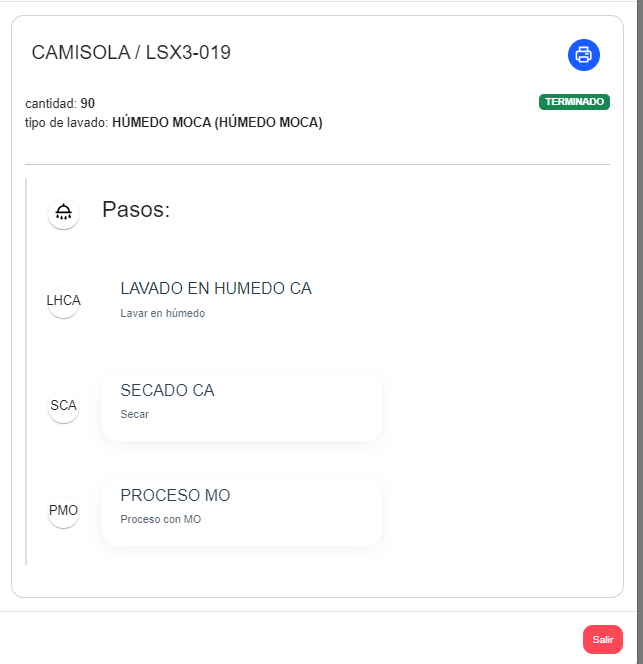 CAMISOLA / LSX3-019
cantidad: 90
TERMINADO
tipo de lavado: HÚMEDO MOCA (HÚMEDO MOCA)
Pasos:
LHCA
LAVADO EN HUMEDO CA
Lavar en húmedo
SCA
SECADO CA
Secar
PMO
PROCESO MO
Proceso con MO
Salir